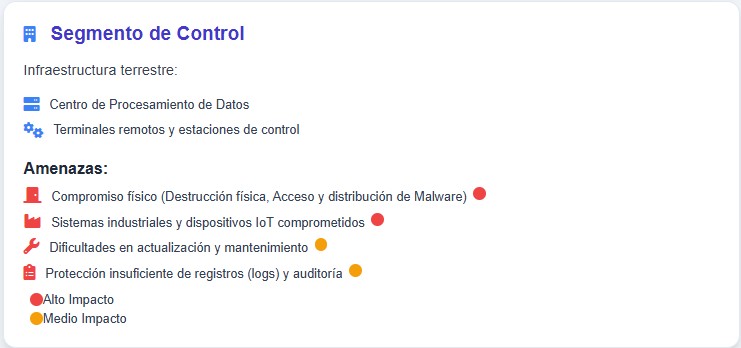 Segmento de Control
Infraestructura terrestre:
Centro de Procesamiento de Datos
Terminales remotos y estaciones de control
Amenazas:
Compromiso físico (Destrucción física, Acceso y distribución de Malware)
Sistemas industriales y dispositivos IoT comprometidos
Dificultades en actualización y mantenimiento
Protección insuficiente de registros (logs) y auditoría
Alto Impacto
Medio Impacto